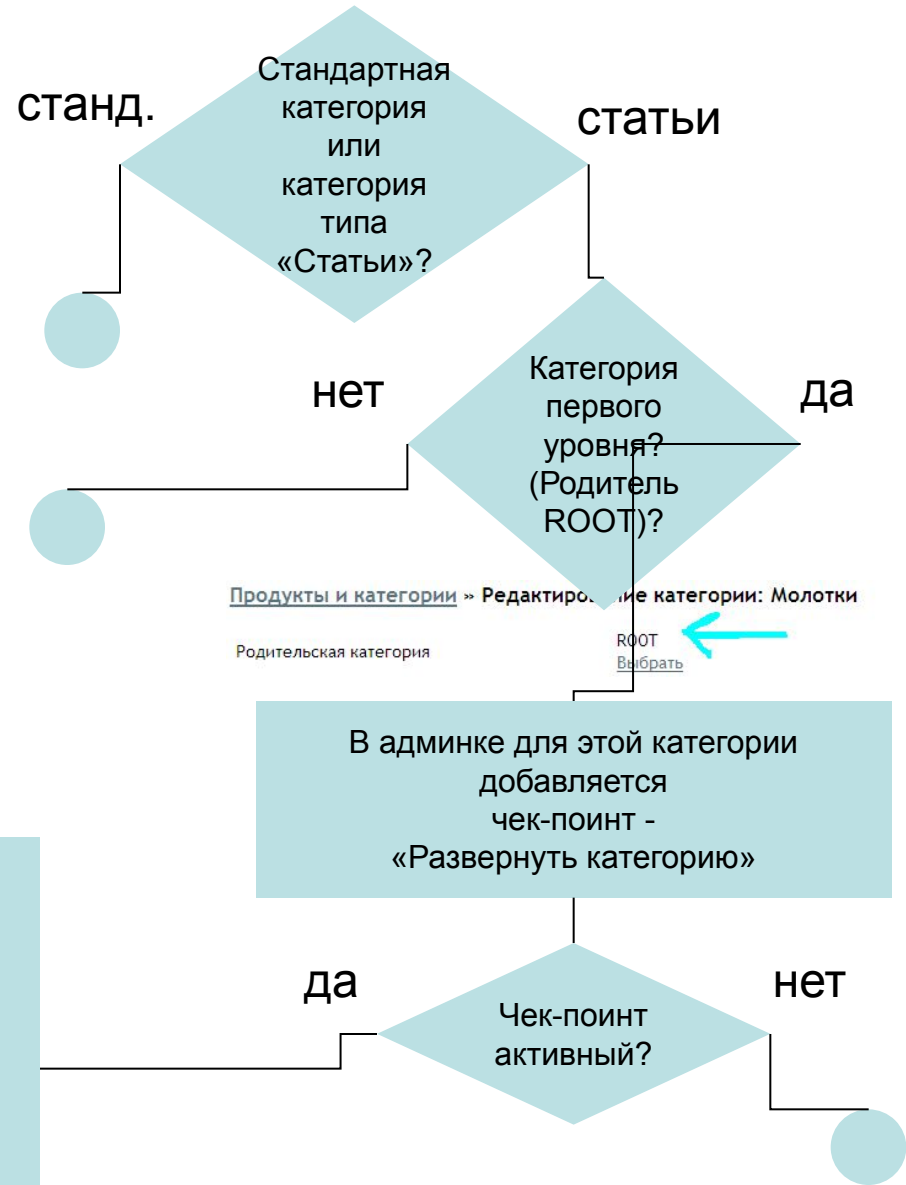 Стандартная
категория
или
категория
типа
«Статьи»?
станд.
статьи
Категория
первого
уровня?
(Родитель
ROOT)?
нет
да
Продукты и категории » Редактирование категории: Молотки
Родительская категория
ROOT
Выбрать
В админке для этой категории
добавляется
чек-поинт -
«Развернуть категорию»
да
нет
Чек-поинт
активный?